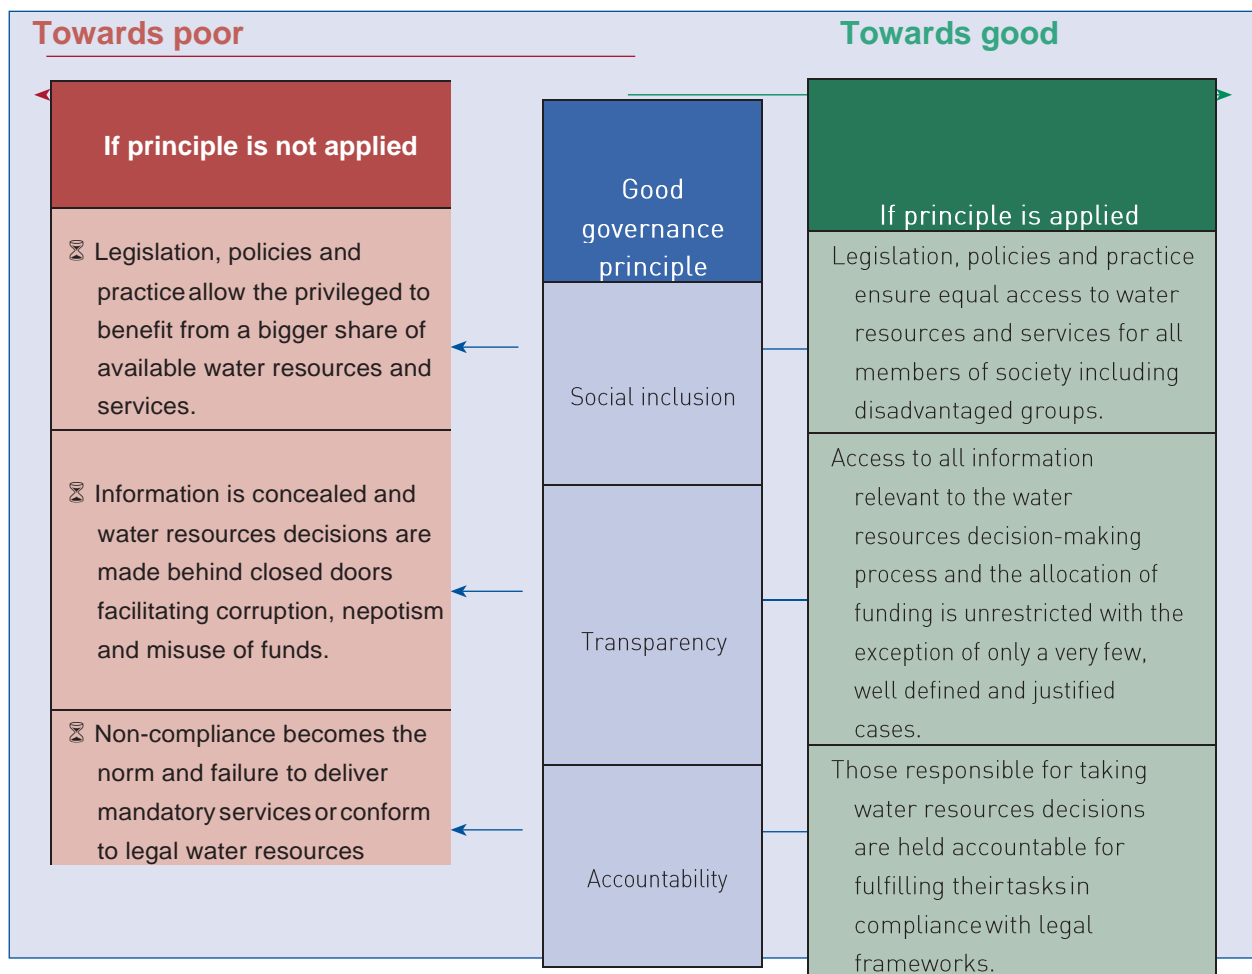 Towards poor
Towards good
If principle is not applied
⌛ Legislation, policies and
practice allow the privileged to
benefit from a bigger share of
available water resources and
services.
⌛ Information is concealed and
water resources decisions are
made behind closed doors
facilitating corruption, nepotism
and misuse of funds.
⌛ Non-compliance becomes the
norm and failure to deliver
mandatory services or conform
to legal water resources
Good
governance
principle
Social inclusion
Transparency
Accountability
If principle is applied
Legislation, policies and practice
ensure equal access to water
resources and services for all
members of society including
disadvantaged groups.
Access to all information
relevant to the water
resources decision-making
process and the allocation of
funding is unrestricted with the
exception of only a very few,
well defined and justified
cases.
Those responsible for taking
water resources decisions
are held accountable for
fulfilling their tasks in
compliance with legal
frameworks.